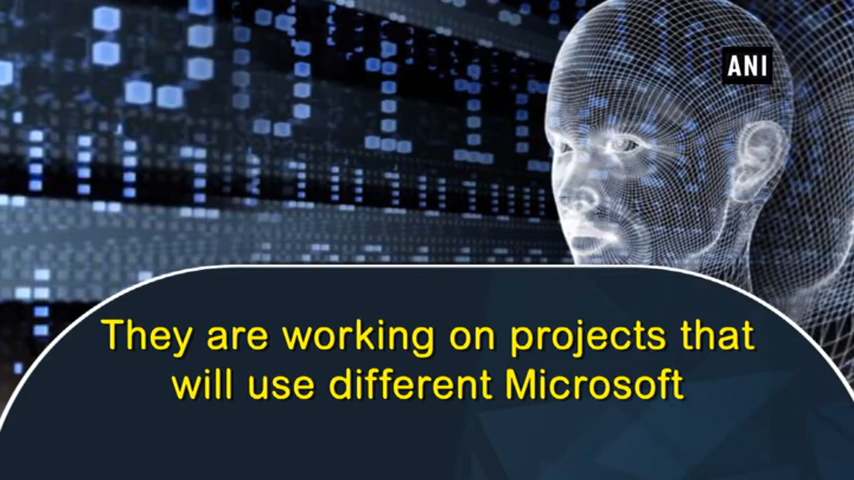 ANI
They are working on projects that
will use different Microsoft